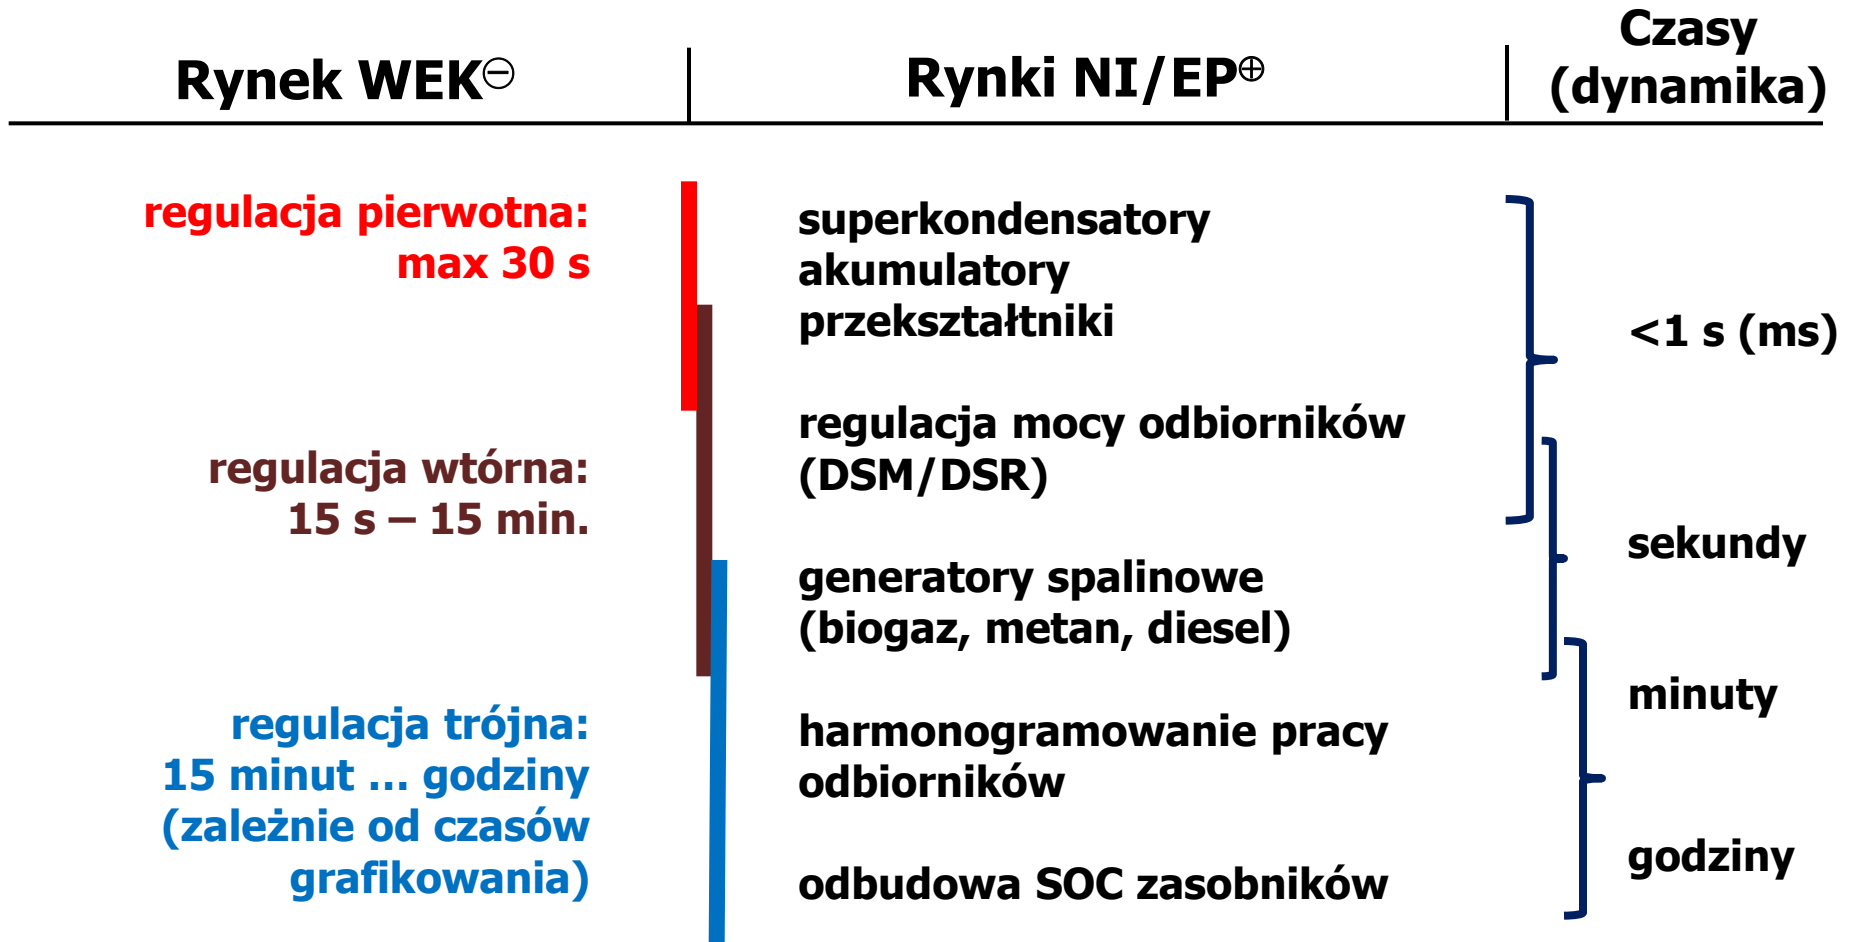 Rynek WEK⊖
Rynki NI/EP⊕
Czasy
(dynamika)
regulacja pierwotna:
max 30 s
regulacja wtórna:
15 s – 15 min.
regulacja trójna:
15 minut ... godziny
(zależnie od czasów
grafikowania)
superkondensatory
akumulatory
przekształtniki
regulacja mocy odbiorników
(DSM/DSR)
generatory spalinowe
(biogaz, metan, diesel)
harmonogramowanie pracy
odbiorników
odbudowa SOC zasobników
<1 s (ms)
sekundy
minuty
godziny